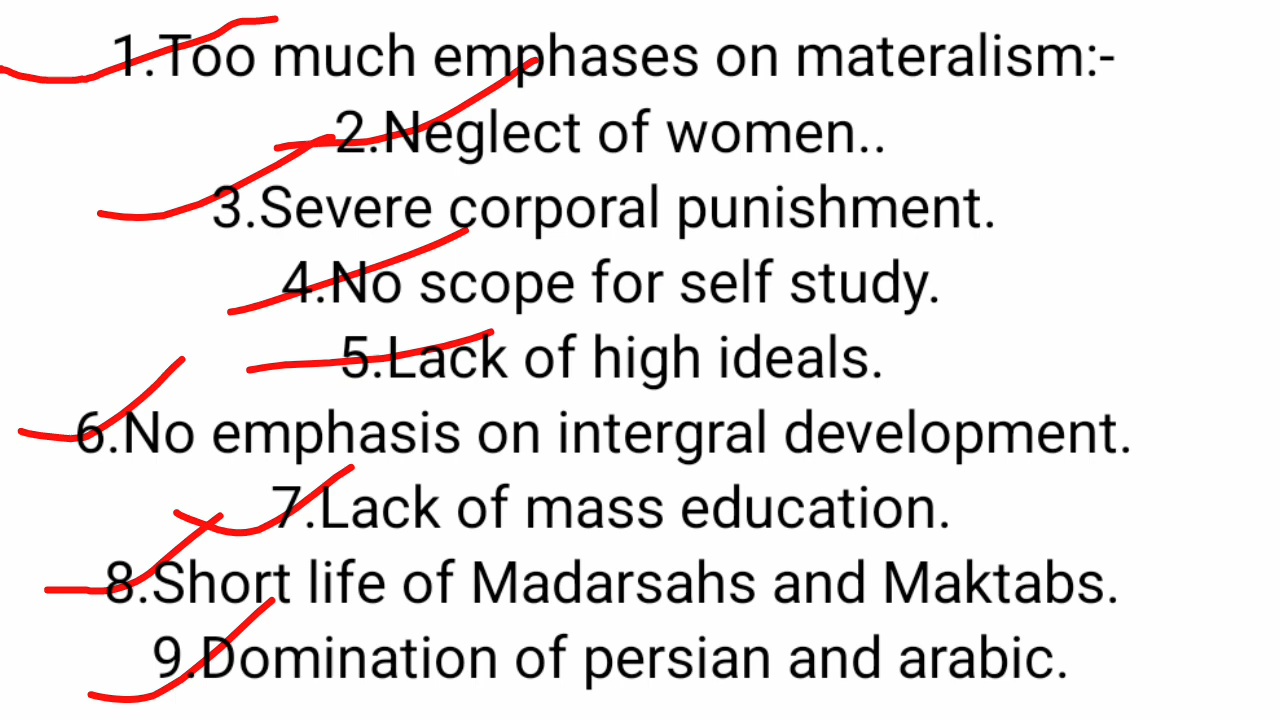 1.Too much emphases on materalism:-
2.Neglect of women..
3.Severe corporal punishment.
4.No scope for self study.
5.Lack of high ideals.
6.No emphasis on intergral development.
7.Lack of mass education.
8.Short life of Madarsahs and Maktabs.
9.Domination of persian and arabic.